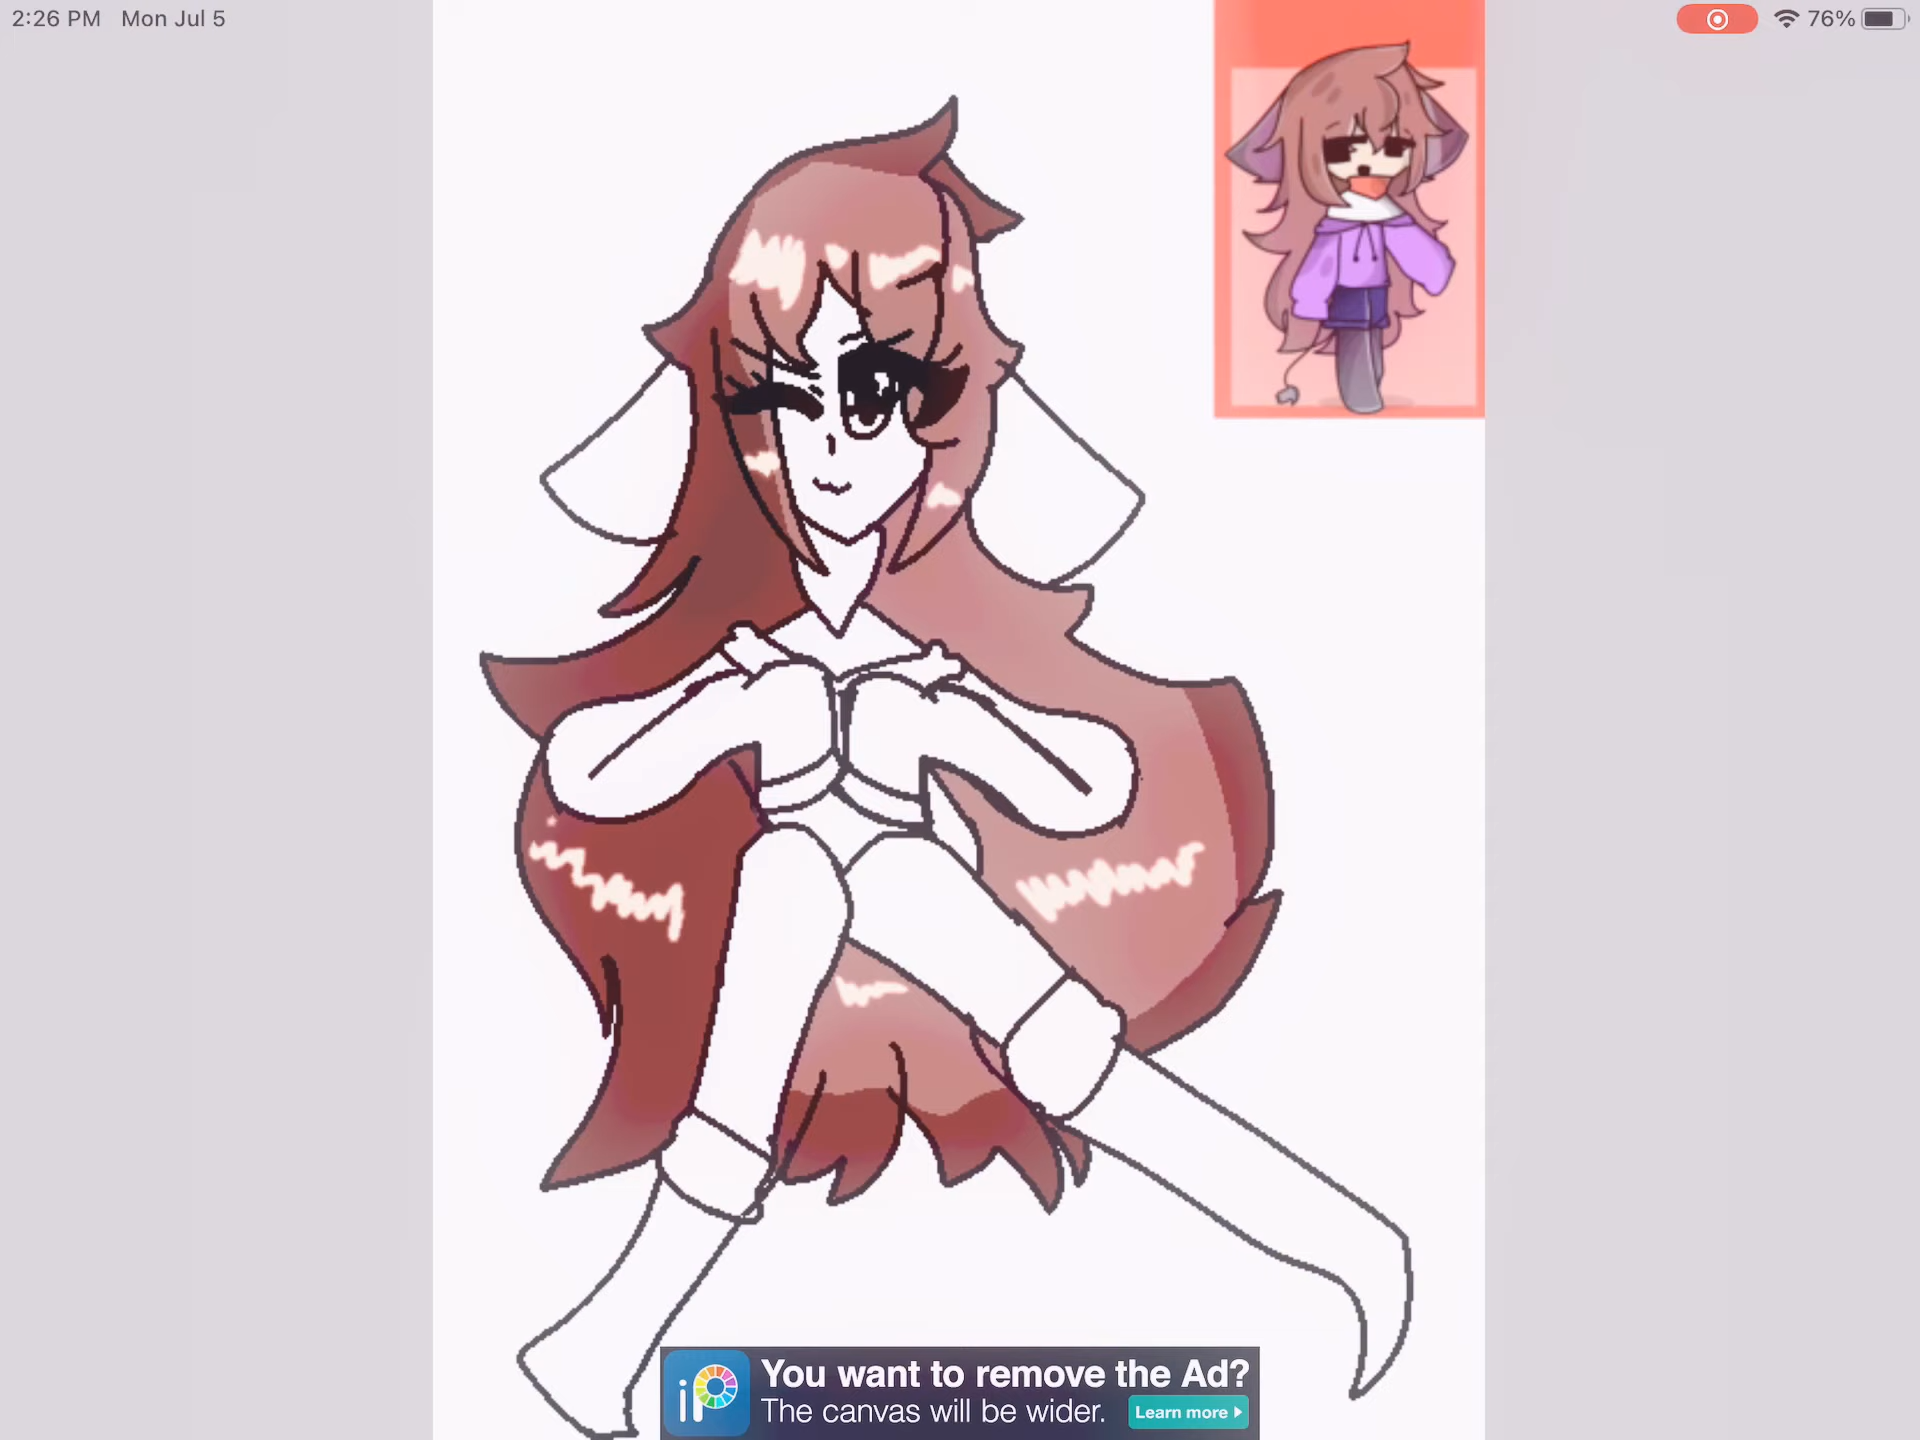 2:26 PM Mon Jul 5
76%
iP
You want to remove the Ad?
The canvas will be wider.
Learn more